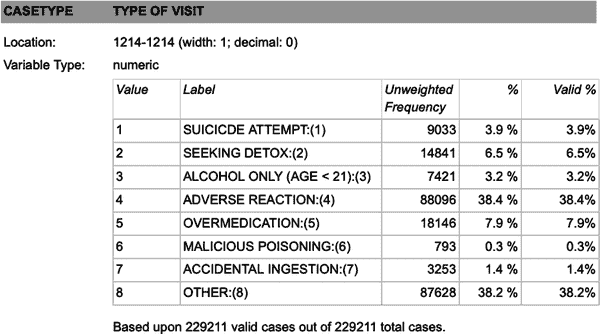 CASETYPE TYPE OF VISIT
Location: 1214-1214 (width: 1; decimal: 0)
Variable Type: numeric
Value Label Unweighted Frequency % Valid %
1 SUICICDE ATTEMPT:(1) 9033 3.9 % 3.9%
2 SEEKING DETOX:(2) 14841 6.5 % 6.5%
3 ALCOHOL ONLY (AGE < 21):(3) 7421 3.2 % 3.2%
4 ADVERSE REACTION:(4) 88096 38.4 % 38.4%
5 OVERMEDICATION:(5) 18146 7.9 % 7.9%
6 MALICIOUS POISONING:(6) 793 0.3 % 0.3%
7 ACCIDENTAL INGESTION:(7) 3253 1.4 % 1.4%
8 OTHER:(8) 87628 38.2 % 38.2%
Based upon 229211 valid cases out of 229211 total cases.